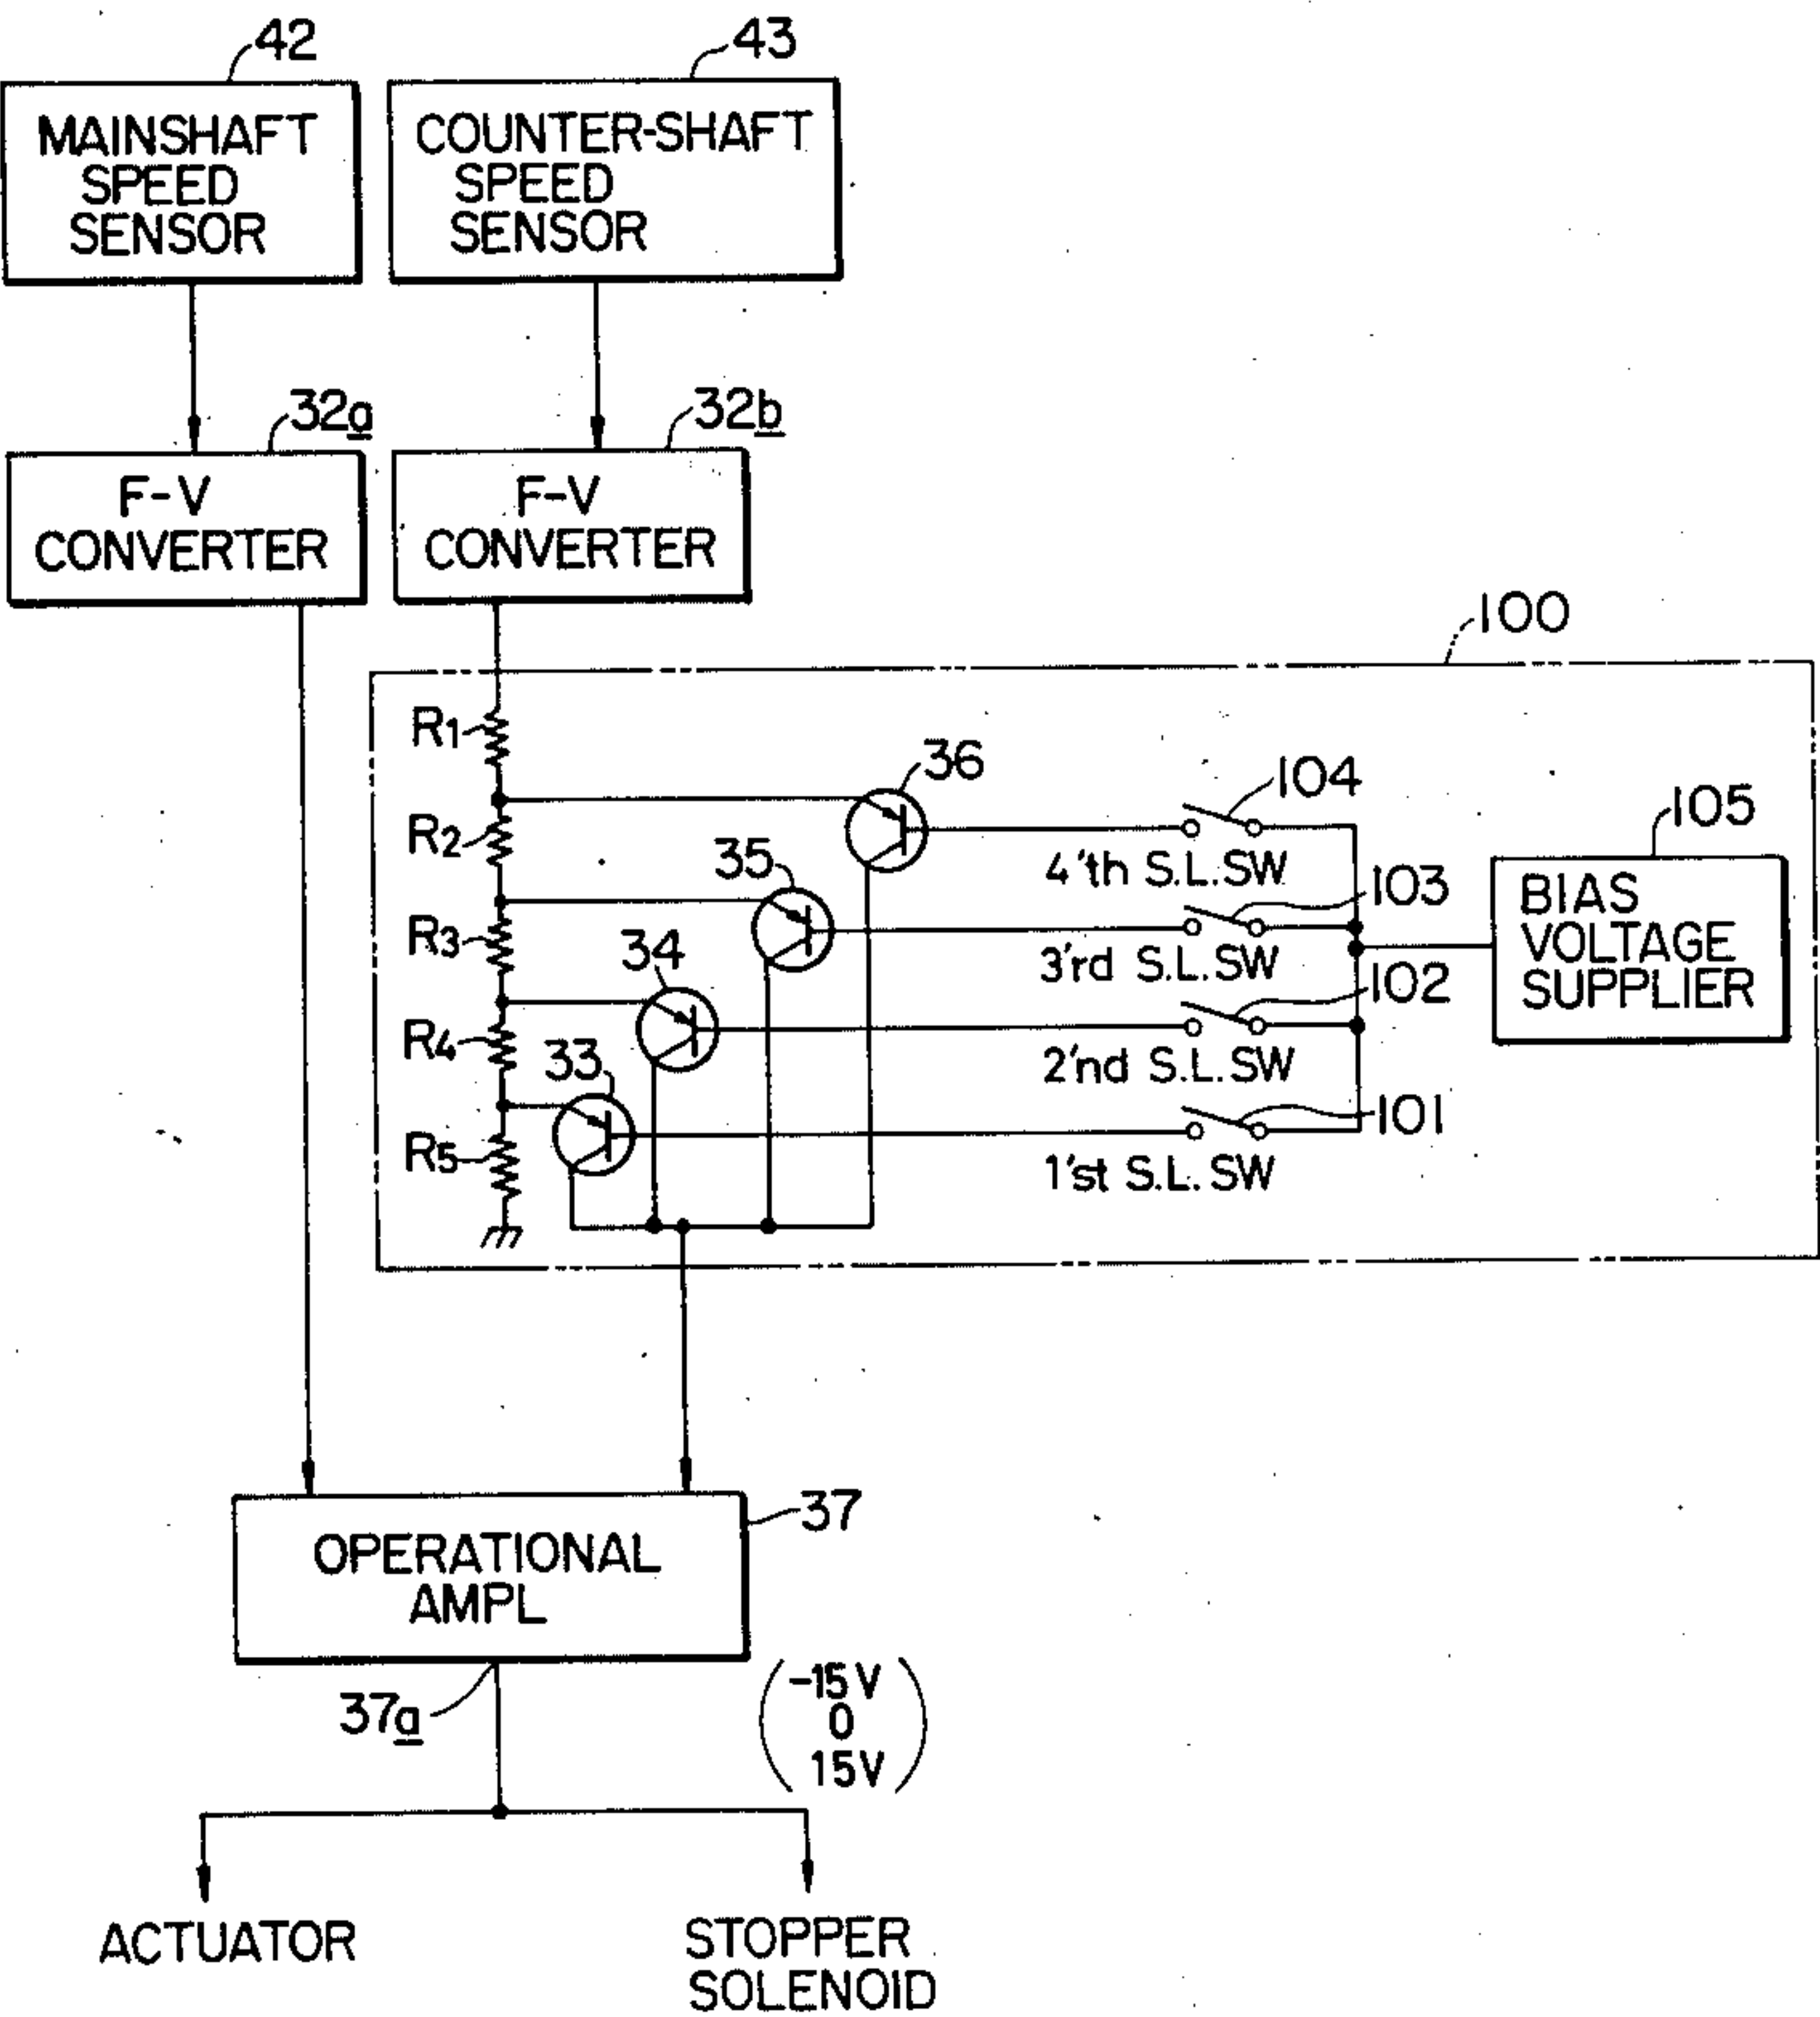 42
43
MAINSHAFT
SPEED
SENSOR
COUNTER-SHAFT
SPEED
SENSOR
32a
32b
F-V
CONVERTER
F-V
CONVERTER
100
R1
36
104
105
R2
35
4'th S.L.SW
103
BIAS
VOLTAGE
SUPPLIER
R3
34
3'rd S.L.SW
102
R4
33
2'nd S.L.SW
101
R5
1'st S.L.SW
37
OPERATIONAL
AMPL
37a
-15V
0
15V
ACTUATOR
STOPPER
SOLENOID